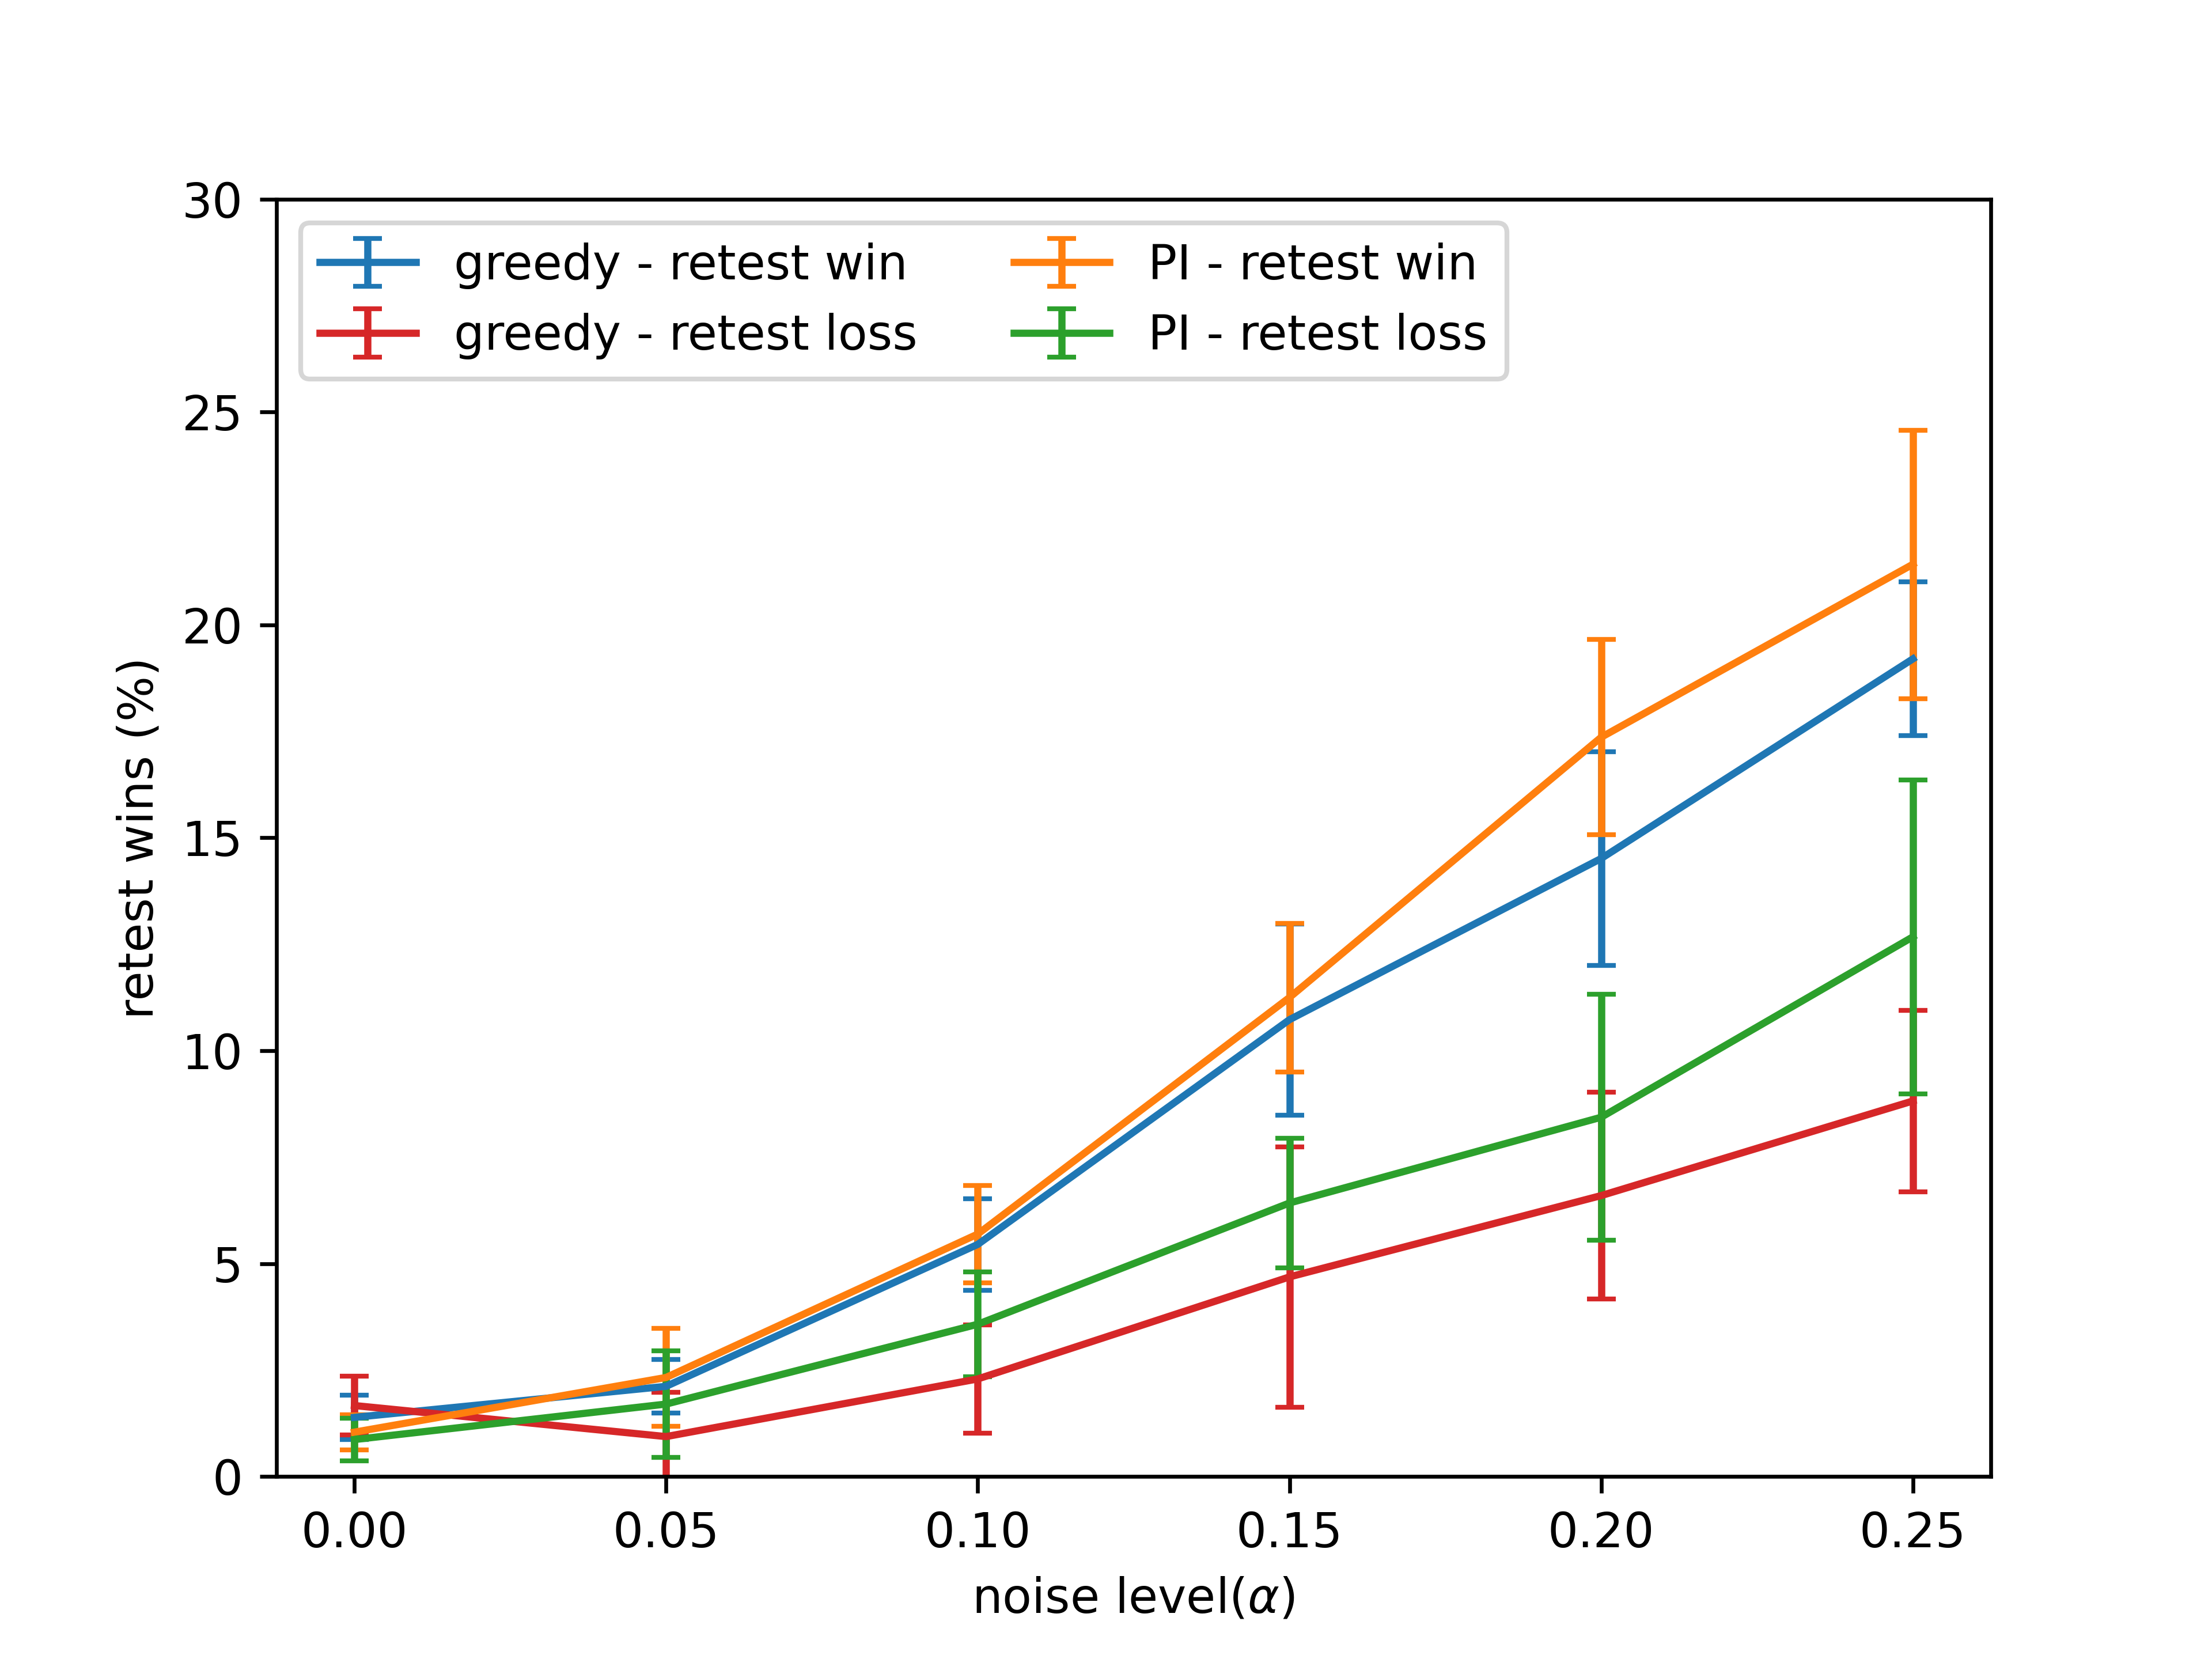 greedy - retest win
greedy - retest loss
PI - retest win
PI - retest loss
30
25
20
15
10
5
0
retest wins (%)
0.00 0.05 0.10 0.15 0.20 0.25
noise level(α)